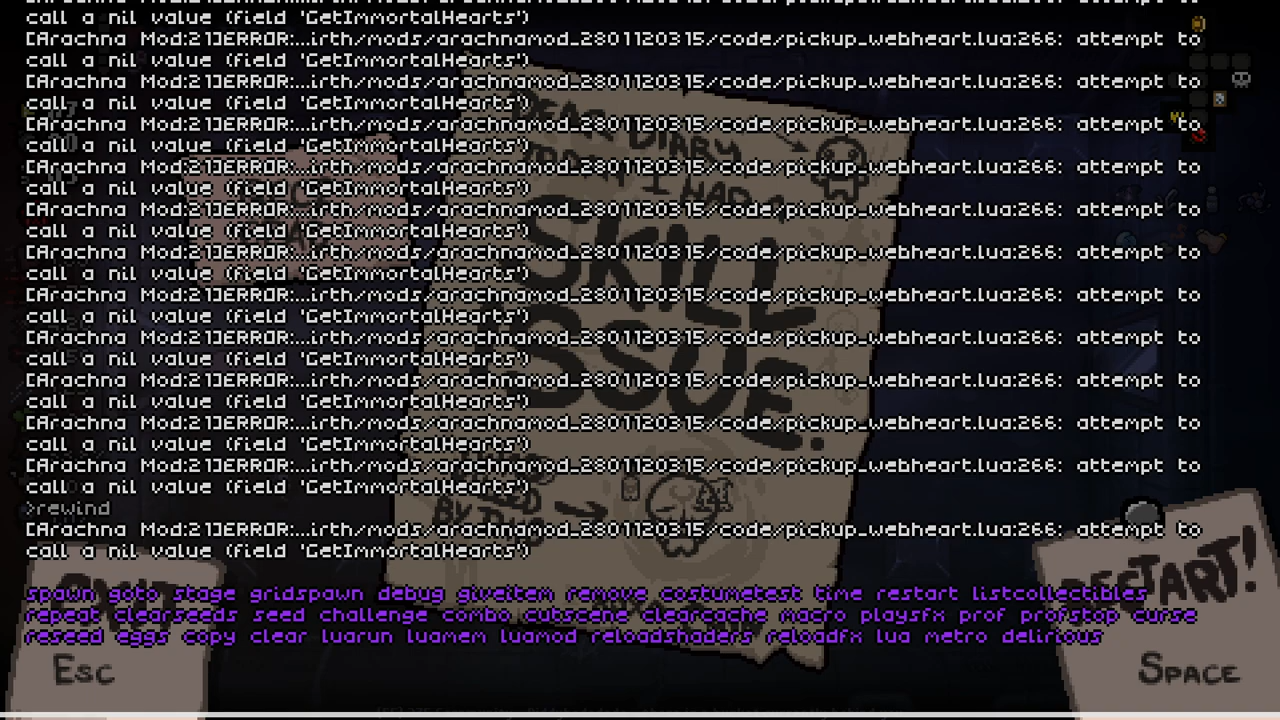 call a nil value (field 'GetImmortalHearts')
[Arachna Mod:21]ERROR:...irth/mods/arachnamod_2801120315/code/pickup_webheart.lua:266: attempt to
call a nil value (field 'GetImmortalHearts')
[Arachna Mod:21]ERROR:...irth/mods/arachnamod_2801120315/code/pickup_webheart.lua:266: attempt to
call a nil value (field 'GetImmortalHearts')
[Arachna Mod:21]ERROR:...irth/mods/arachnamod_2801120315/code/pickup_webheart.lua:266: attempt to
call a nil value (field 'GetImmortalHearts')
[Arachna Mod:21]ERROR:...irth/mods/arachnamod_2801120315/code/pickup_webheart.lua:266: attempt to
call a nil value (field 'GetImmortalHearts')
[Arachna Mod:21]ERROR:...irth/mods/arachnamod_2801120315/code/pickup_webheart.lua:266: attempt to
call a nil value (field 'GetImmortalHearts')
[Arachna Mod:21]ERROR:...irth/mods/arachnamod_2801120315/code/pickup_webheart.lua:266: attempt to
call a nil value (field 'GetImmortalHearts')
[Arachna Mod:21]ERROR:...irth/mods/arachnamod_2801120315/code/pickup_webheart.lua:266: attempt to
call a nil value (field 'GetImmortalHearts')
[Arachna Mod:21]ERROR:...irth/mods/arachnamod_2801120315/code/pickup_webheart.lua:266: attempt to
call a nil value (field 'GetImmortalHearts')
[Arachna Mod:21]ERROR:...irth/mods/arachnamod_2801120315/code/pickup_webheart.lua:266: attempt to
call a nil value (field 'GetImmortalHearts')
[Arachna Mod:21]ERROR:...irth/mods/arachnamod_2801120315/code/pickup_webheart.lua:266: attempt to
call a nil value (field 'GetImmortalHearts')
[Arachna Mod:21]ERROR:...irth/mods/arachnamod_2801120315/code/pickup_webheart.lua:266: attempt to
call a nil value (field 'GetImmortalHearts')
>rewind
[Arachna Mod:21]ERROR:...irth/mods/arachnamod_2801120315/code/pickup_webheart.lua:266: attempt to
call a nil value (field 'GetImmortalHearts')
spawn goto stage gridspawn debug giveitem remove costumetest time restart listcollectibles
repeat clearseeds seed challenge combo cutscene clearcache macro playsfx prof profstop curse
reseed eggs copy clear luarun luamem luamod reloadshaders reloadfx lua metro delirious
DEAR DIARY
TODAY I HAD A
SKILL
ISSUE.
EXIT
Esc
RESTART!
SPACE